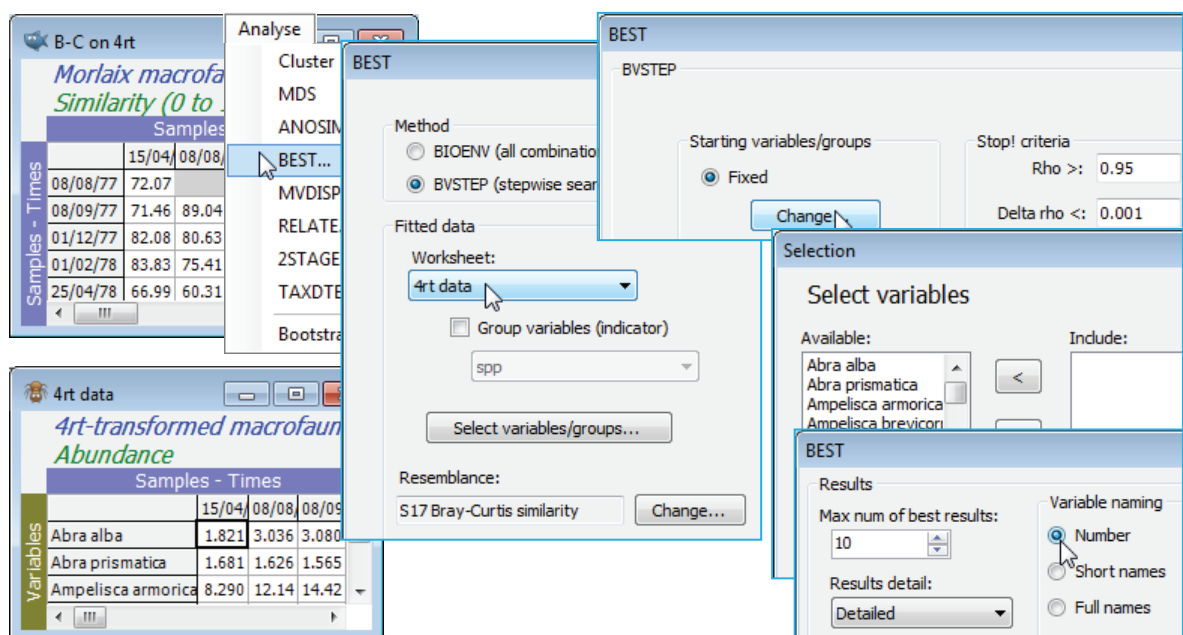 B-C on 4rt
Morlaix macrofa
Similarity (0 to
Samples
15/04/ 08/08/
Samples - Times
08/08/77 72.07
08/09/77 71.46 89.04
01/12/77 82.08 80.63
01/02/78 83.83 75.41
25/04/78 66.99 60.31
Analyse
Cluster
MDS
ANOSIM
BEST...
MVDISP
RELATE.
2STAGE
TAXDTE
Bootstra
BEST
Method
BIOENV (all combinatio
BVSTEP (stepwise sear
Fitted data
Worksheet:
4rt data
Group variables (indicator)
spp
Select variables/groups...
Resemblance:
S17 Bray-Curtis similarity Change...
BEST
BVSTEP
Starting variables/groups
Fixed
Change...
Stop! criteria
Rho >: 0.95
Delta rho <: 0.001
Selection
Select variables
Available: Include:
Abra alba
Abra prismatica
Ampelisca armorica
Ampelisca brevicorn
<
BEST
Results
Max num of best results:
10
Results detail:
Detailed
Variable naming
Number
Short names
Full names
4rt data
4rt-transformed macrofaun
Abundance
Samples - Times
15/04/ 08/08/ 08/09
Variables
Abra alba 1.821 3.036 3.080
Abra prismatica 1.681 1.626 1.565
Ampelisca armorica 8.290 12.14 14.42